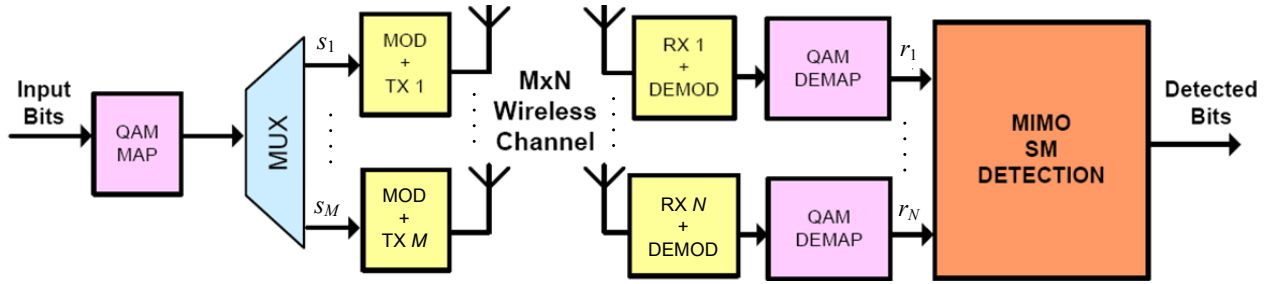 Input
Bits
QAM
MAP
MUX
s1
sM
MOD
+
TX 1
MOD
+
TX M
MxN
Wireless
Channel
RX 1
+
DEMOD
RX N
+
DEMOD
QAM
DEMAP
QAM
DEMAP
r1
rN
MIMO
SM
DETECTION
Detected
Bits